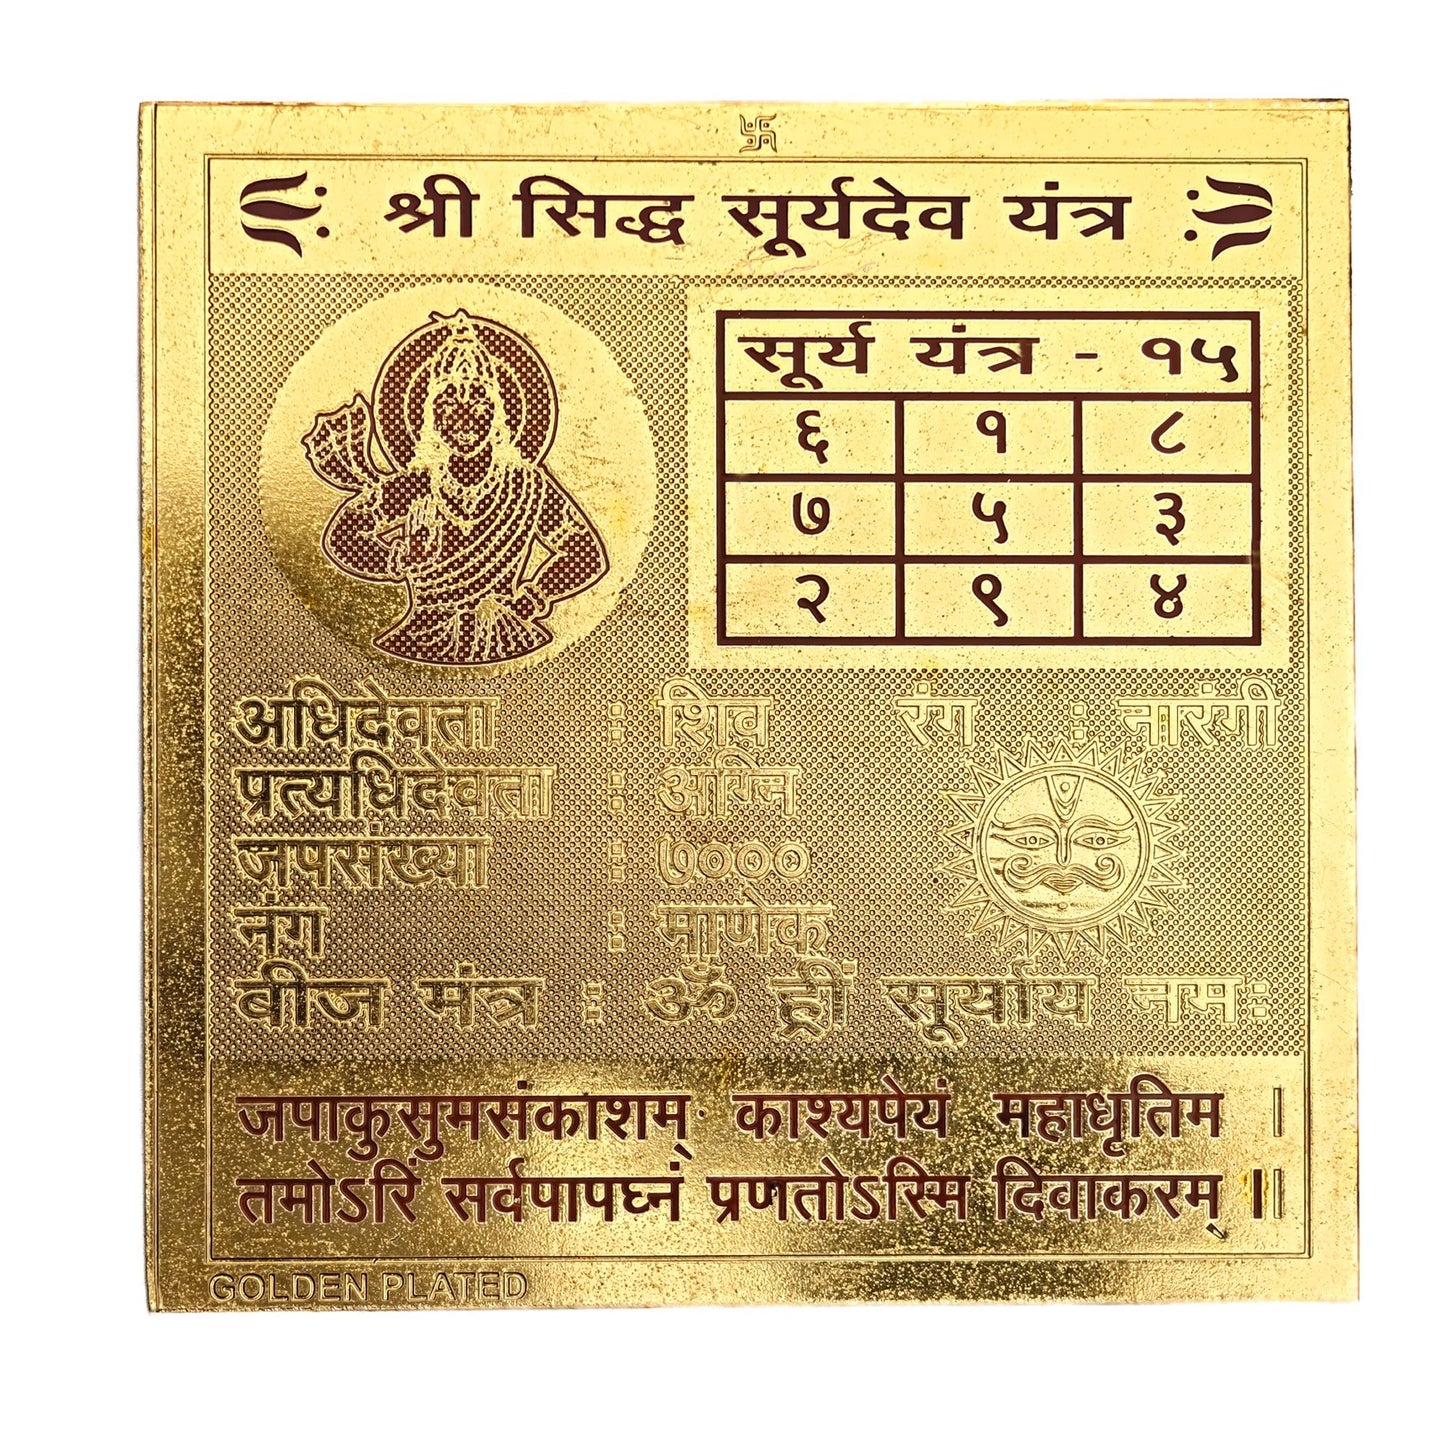 श्री सिद्ध सूर्यदेव यंत्र
सूर्य यंत्र - १५
६ १ ८
७ ५ ३
२ ९ ४
अधिदेवता : शिव रंग : नारंगी
प्रत्यधिदेवता : अग्नि
जपसंख्या : ७०००
नंग : माणेक
बीज मंत्र : ॐ ह्रीं सूर्याय नमः
जपाकुसुमसंकाशम् काश्यपेयं महाधृतिम ।
तमोऽरिं सर्वपापघ्नं प्रणतोऽस्मि दिवाकरम् ॥
GOLDEN PLATED